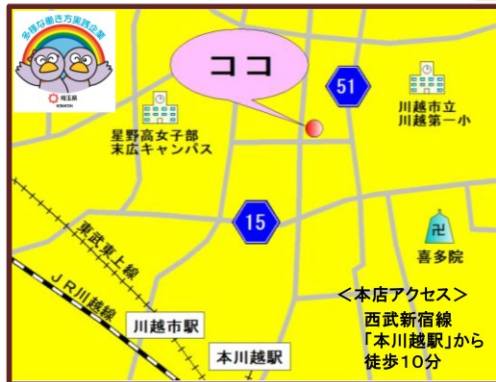 多様な働き方実践企業
埼玉県
KOBATON
ココ
51
川越市立
川越第一小
星野高女子部
末広キャンパス
15
喜多院
東武東上線
JR川越線
川越市駅
本川越駅
＜本店アクセス＞
西武新宿線
「本川越駅」から
徒歩10分